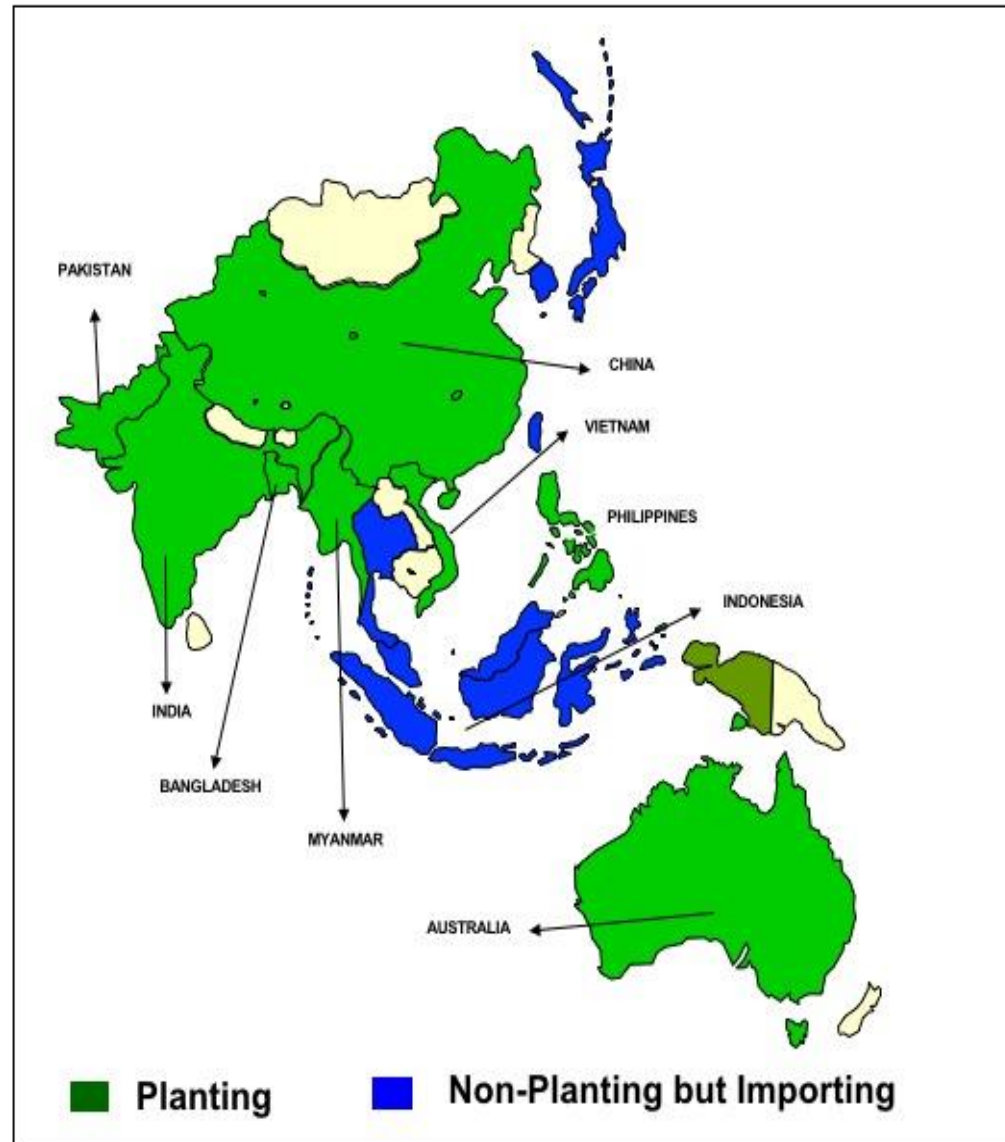 PAKISTAN
CHINA
VIETNAM
PHILIPPINES
INDONESIA
INDIA
BANGLADESH
MYANMAR
AUSTRALIA
Planting
Non-Planting but Importing